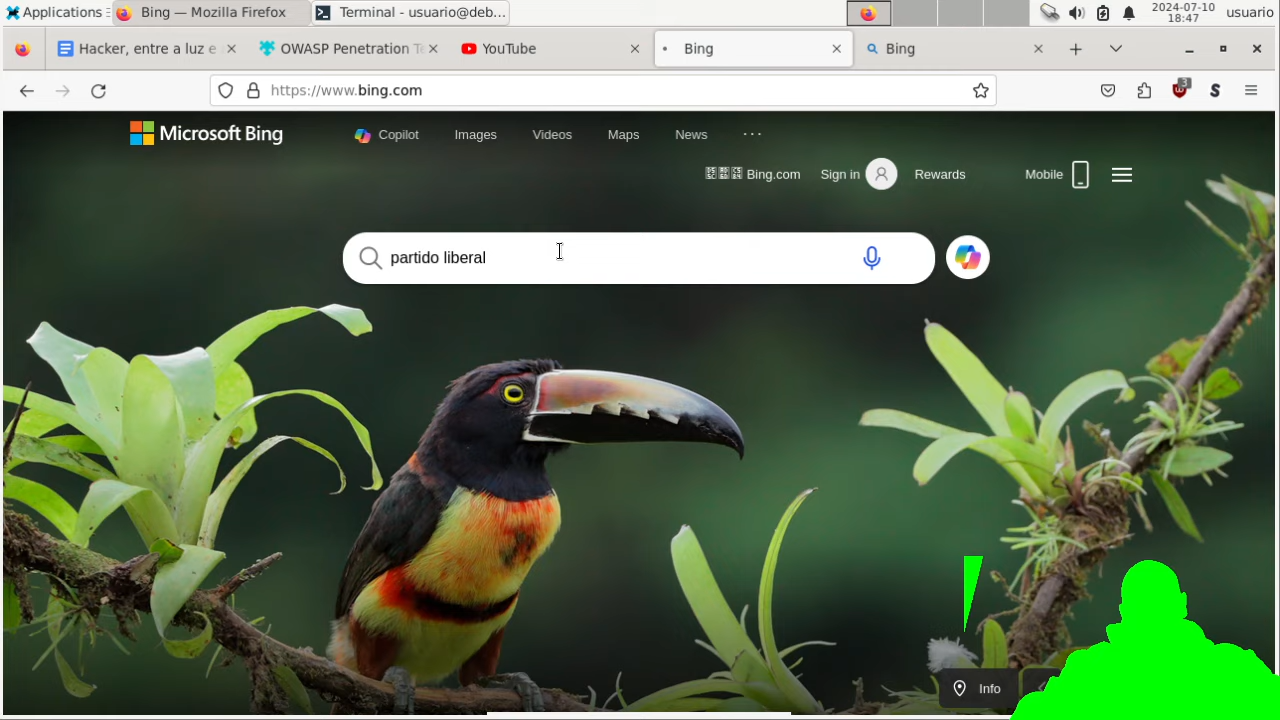 Applications
Bing — Mozilla Firefox
Terminal - usuario@deb...
2024-07-10
18:47
usuario
Hacker, entre a luz e
OWASP Penetration Te
YouTube
Bing
Bing
https://www.bing.com
3
Microsoft Bing
Copilot
Images
Videos
Maps
News
Bing.com
Sign in
Rewards
Mobile
partido liberal
Info